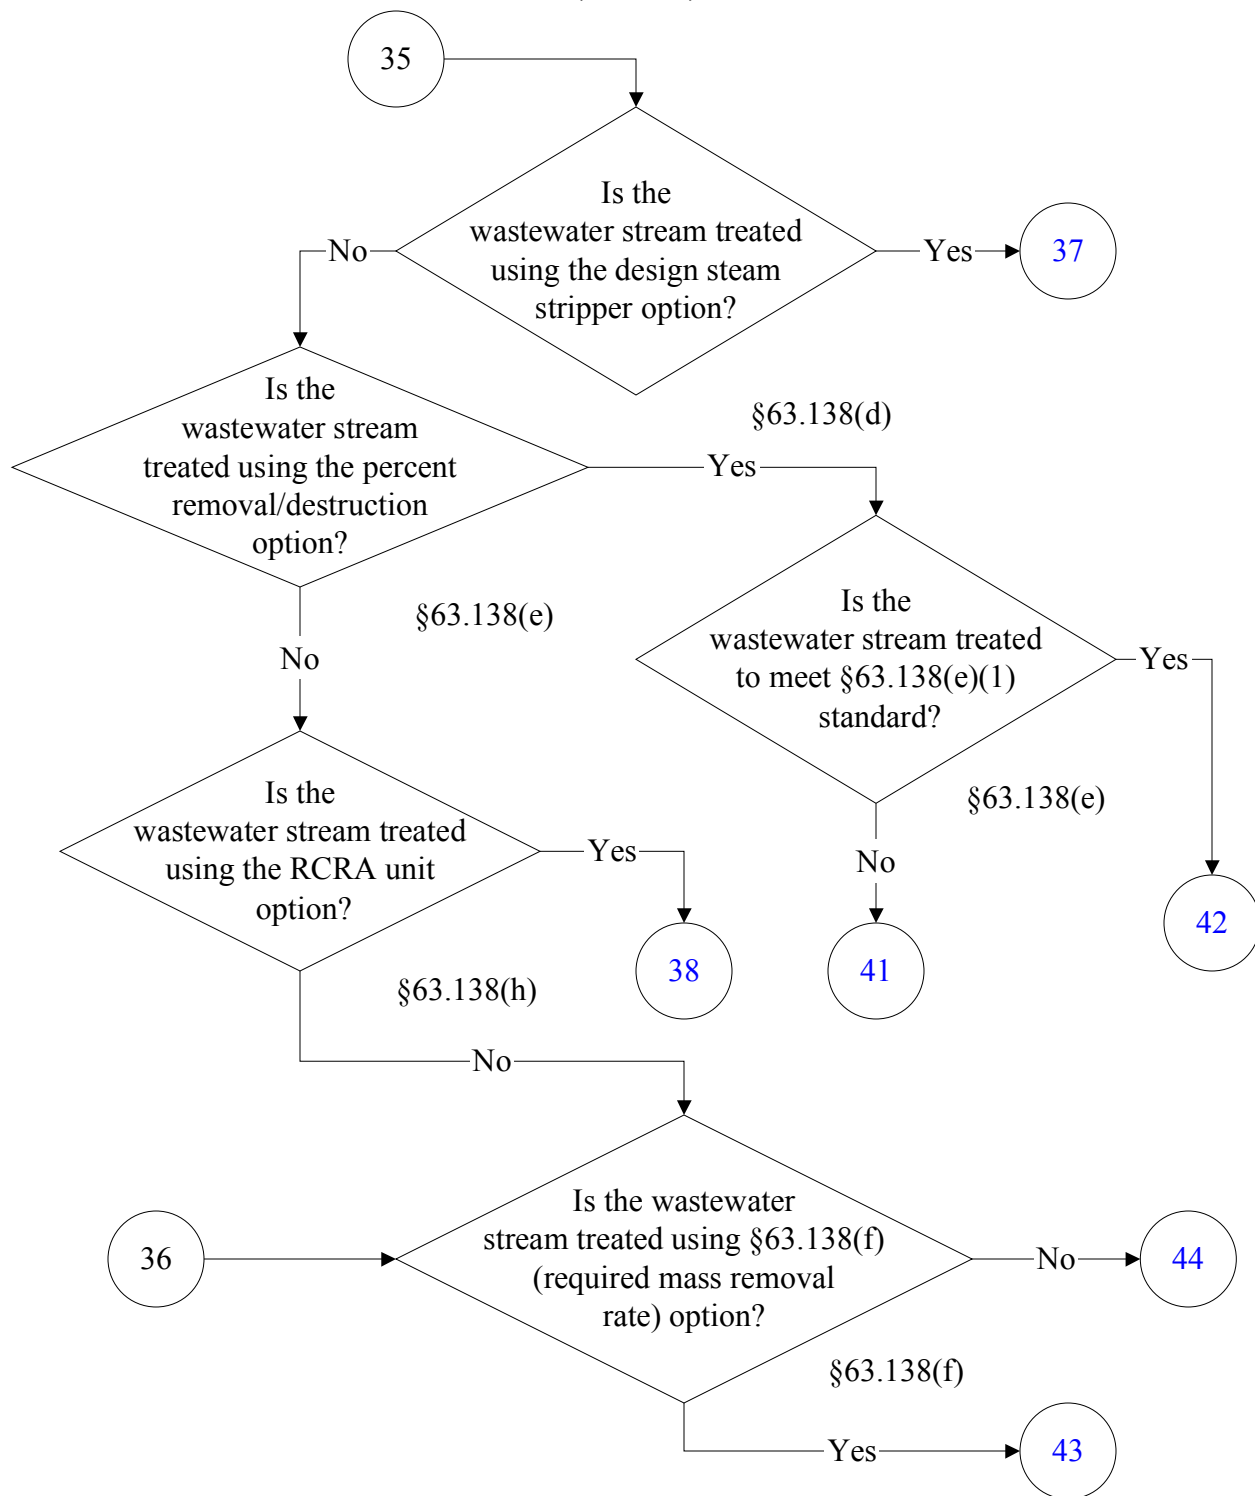 35
Is the
wastewater stream treated
using the design steam
stripper option?
No
Yes
37
§63.138(d)
Is the
wastewater stream
treated using the percent
removal/destruction
option?
Yes
§63.138(e)
No
Is the
wastewater stream treated
to meet §63.138(e)(1)
standard?
Yes
§63.138(e)
No
42
41
Is the
wastewater stream treated
using the RCRA unit
option?
Yes
38
§63.138(h)
No
36
Is the wastewater
stream treated using §63.138(f)
(required mass removal
rate) option?
No
44
§63.138(f)
Yes
43